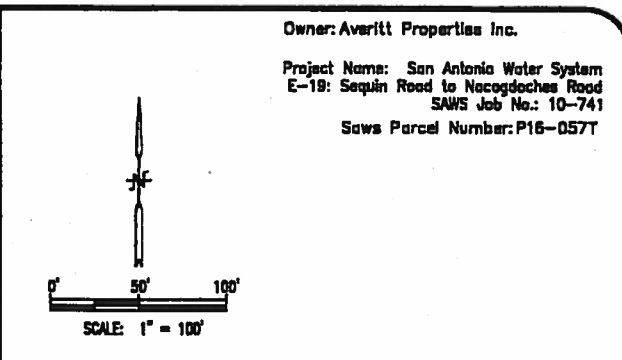 Owner: Averitt Properties Inc.
Project Name: San Antonio Water System
E-19: Sequin Road to Nacogdoches Road
SAWS Job No.: 10-741
Saws Parcel Number: P16-057T
N
0' 50' 100'
SCALE: 1" = 100'